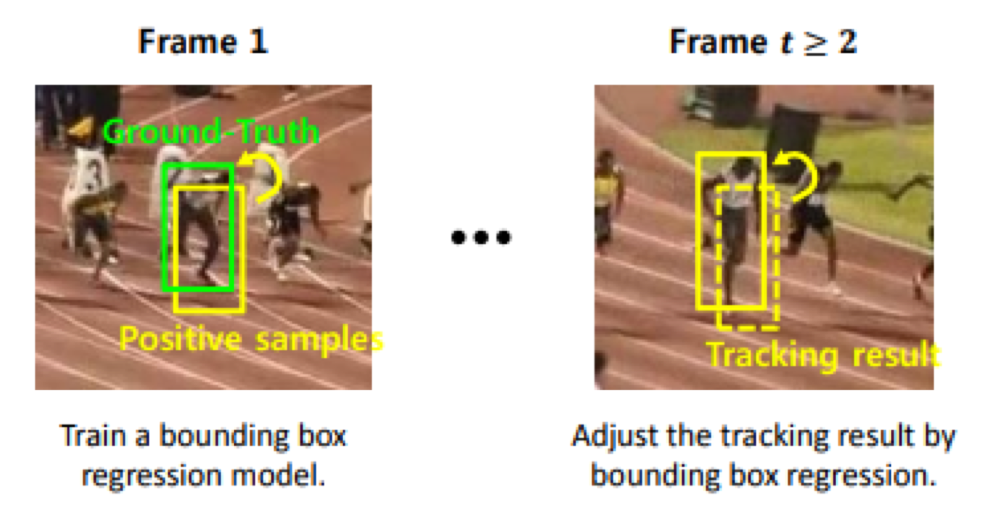 Frame 1
Frame t ≥ 2
Ground-Truth
3
Positive samples
Tracking result
...
Train a bounding box
regression model.
Adjust the tracking result by
bounding box regression.